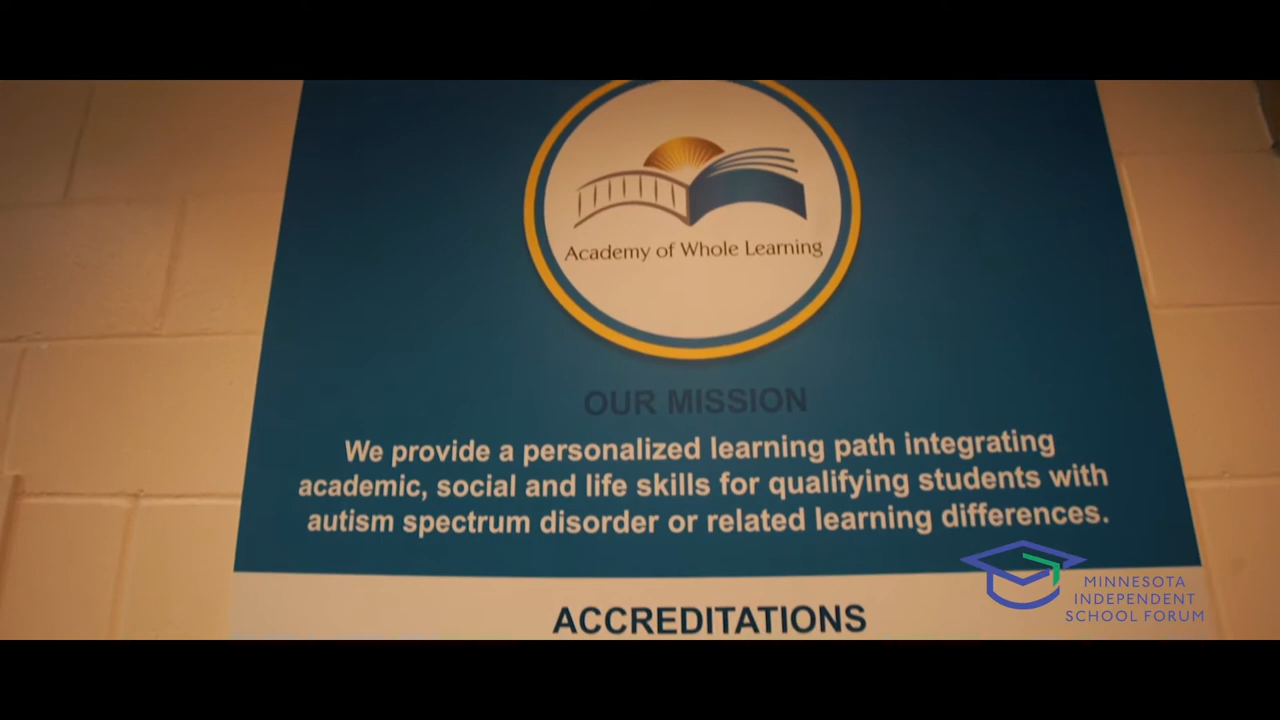 Academy of Whole Learning
OUR MISSION
We provide a personalized learning path integrating
academic, social and life skills for qualifying students with
autism spectrum disorder or related learning differences.
ACCREDITATIONS
MINNESOTA
INDEPENDENT
SCHOOL FORUM